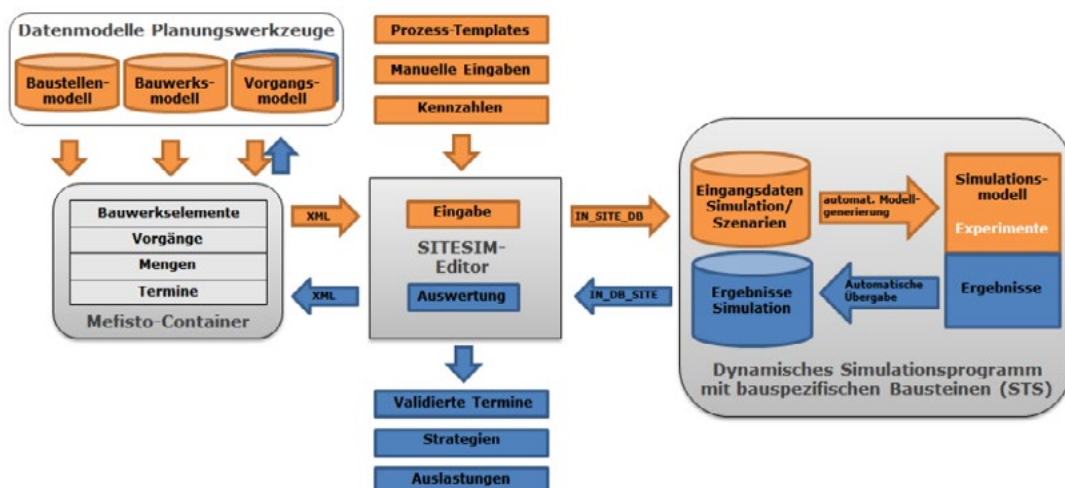 Datenmodelle Planungswerkzeuge
Baustellen-
modell
Bauwerks-
modell
Vorgangs-
modell
Prozess-Templates
Manuelle Eingaben
Kennzahlen
Bauwerkselemente
Vorgänge
Mengen
Termine
Mefisto-Container
XML
XML
Eingabe
SITESIM-
Editor
Auswertung
IN_SITE_DB
IN_DB_SITE
Validierte Termine
Strategien
Auslastungen
Eingangsdaten
Simulation/
Szenarien
automat. Modell-
generierung
Simulations-
modell
Experimente
Ergebnisse
Simulation
Automatische
Übergabe
Ergebnisse
Dynamisches Simulationsprogramm
mit bauspezifischen Bausteinen (STS)